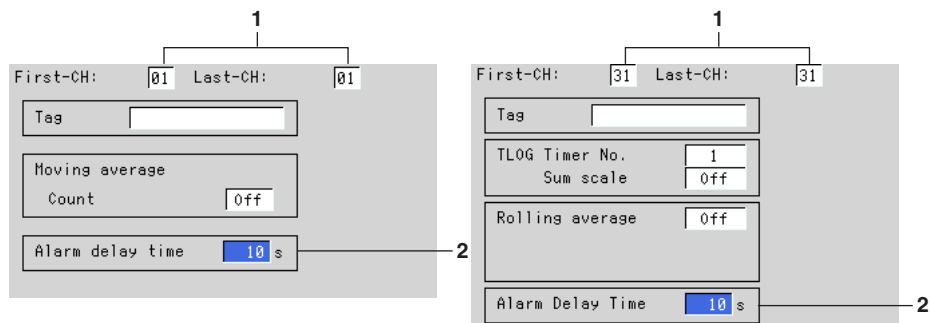 1
First-CH: 01 Last-CH: 01
Tag
Moving average
Count Off
Alarm delay time 10 s
2
1
First-CH: 31 Last-CH: 31
Tag
TLOG Timer No. 1
Sum scale Off
Rolling average Off
Alarm Delay Time 10 s
2